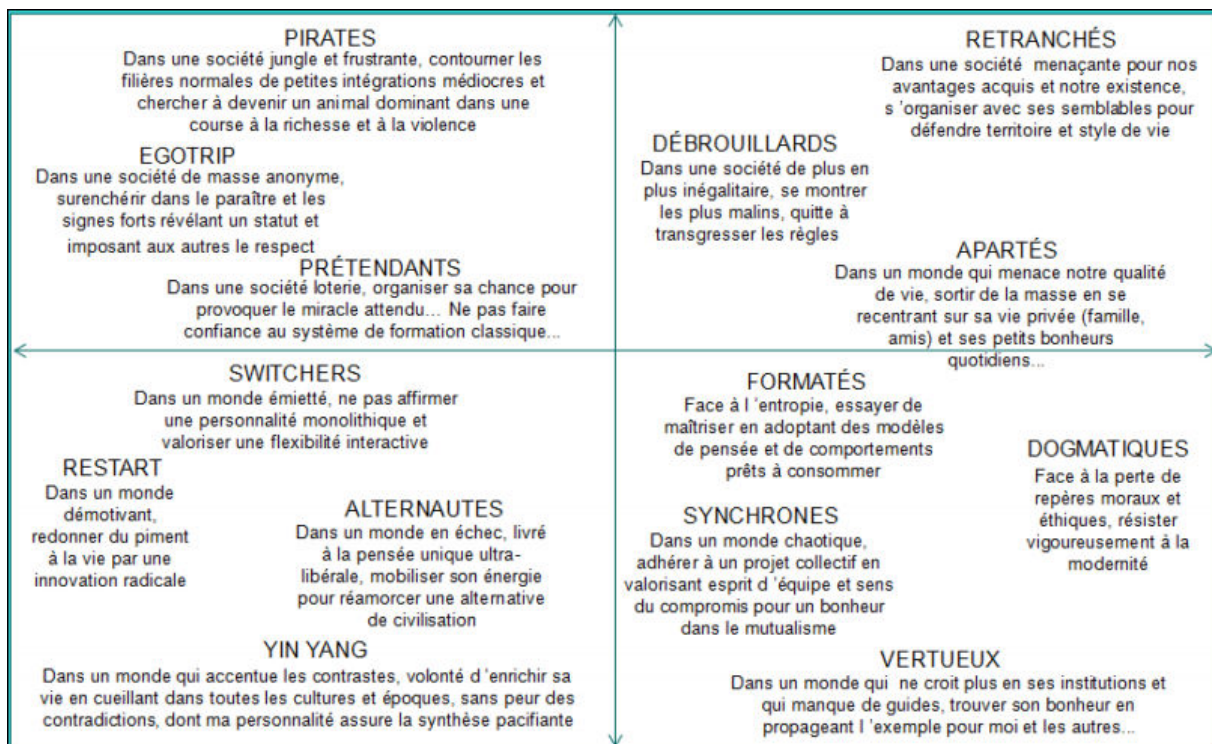 PIRATES
Dans une société jungle et frustrante, contourner les
filières normales de petites intégrations médiocres et
chercher à devenir un animal dominant dans une
course à la richesse et à la violence
EGOTRIP
Dans une société de masse anonyme,
surenchérir dans le paraître et les
signes forts révélant un statut et
imposant aux autres le respect
PRÉTENDANTS
Dans une société loterie, organiser sa chance pour
provoquer le miracle attendu... Ne pas faire
confiance au système de formation classique...
RETRANCHÉS
Dans une société menaçante pour nos
avantages acquis et notre existence,
s 'organiser avec ses semblables pour
défendre territoire et style de vie
DÉBROUILLARDS
Dans une société de plus en
plus inégalitaire, se montrer
les plus malins, quitte à
transgresser les règles
APARTÉS
Dans un monde qui menace notre qualité
de vie, sortir de la masse en se
recentrant sur sa vie privée (famille,
amis) et ses petits bonheurs
quotidiens...
SWITCHERS
Dans un monde émietté, ne pas affirmer
une personnalité monolithique et
valoriser une flexibilité interactive
RESTART
Dans un monde
démotivant,
redonner du piment
à la vie par une
innovation radicale
ALTERNAUTES
Dans un monde en échec, livré
à la pensée unique ultra-
libérale, mobiliser son énergie
pour réamorcer une alternative
de civilisation
YIN YANG
Dans un monde qui accentue les contrastes, volonté d 'enrichir sa
vie en cueillant dans toutes les cultures et époques, sans peur des
contradictions, dont ma personnalité assure la synthèse pacifiante
FORMATÉS
Face à l 'entropie, essayer de
maîtriser en adoptant des modèles
de pensée et de comportements
prêts à consommer
DOGMATIQUES
Face à la perte de
repères moraux et
éthiques, résister
vigoureusement à la
modernité
SYNCHRONES
Dans un monde chaotique,
adhérer à un projet collectif en
valorisant esprit d 'équipe et sens
du compromis pour un bonheur
dans le mutualisme
VERTUEUX
Dans un monde qui ne croit plus en ses institutions et
qui manque de guides, trouver son bonheur en
propageant l 'exemple pour moi et les autres...